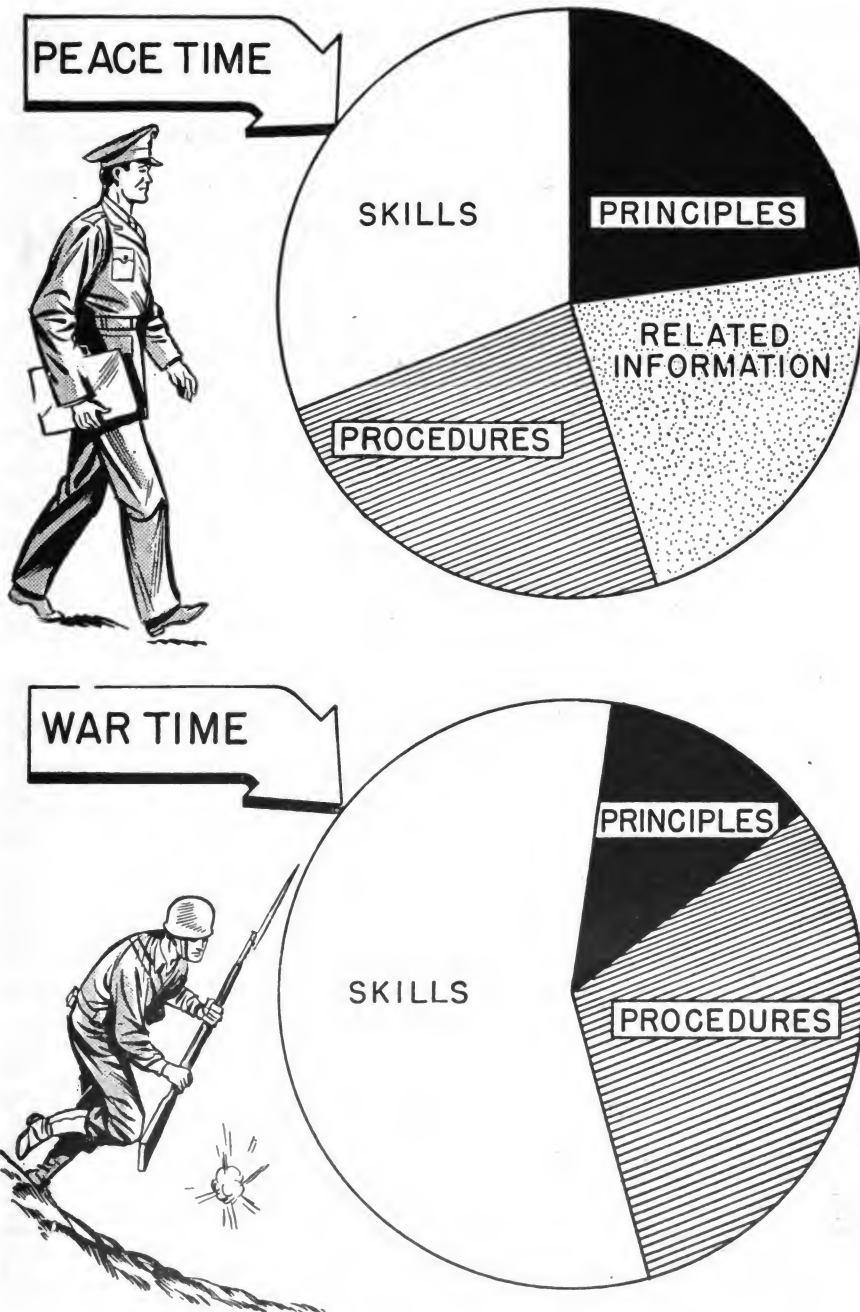 PEACE TIME
SKILLS
PRINCIPLES
RELATED
INFORMATION
PROCEDURES
WAR TIME
PRINCIPLES
SKILLS
PROCEDURES